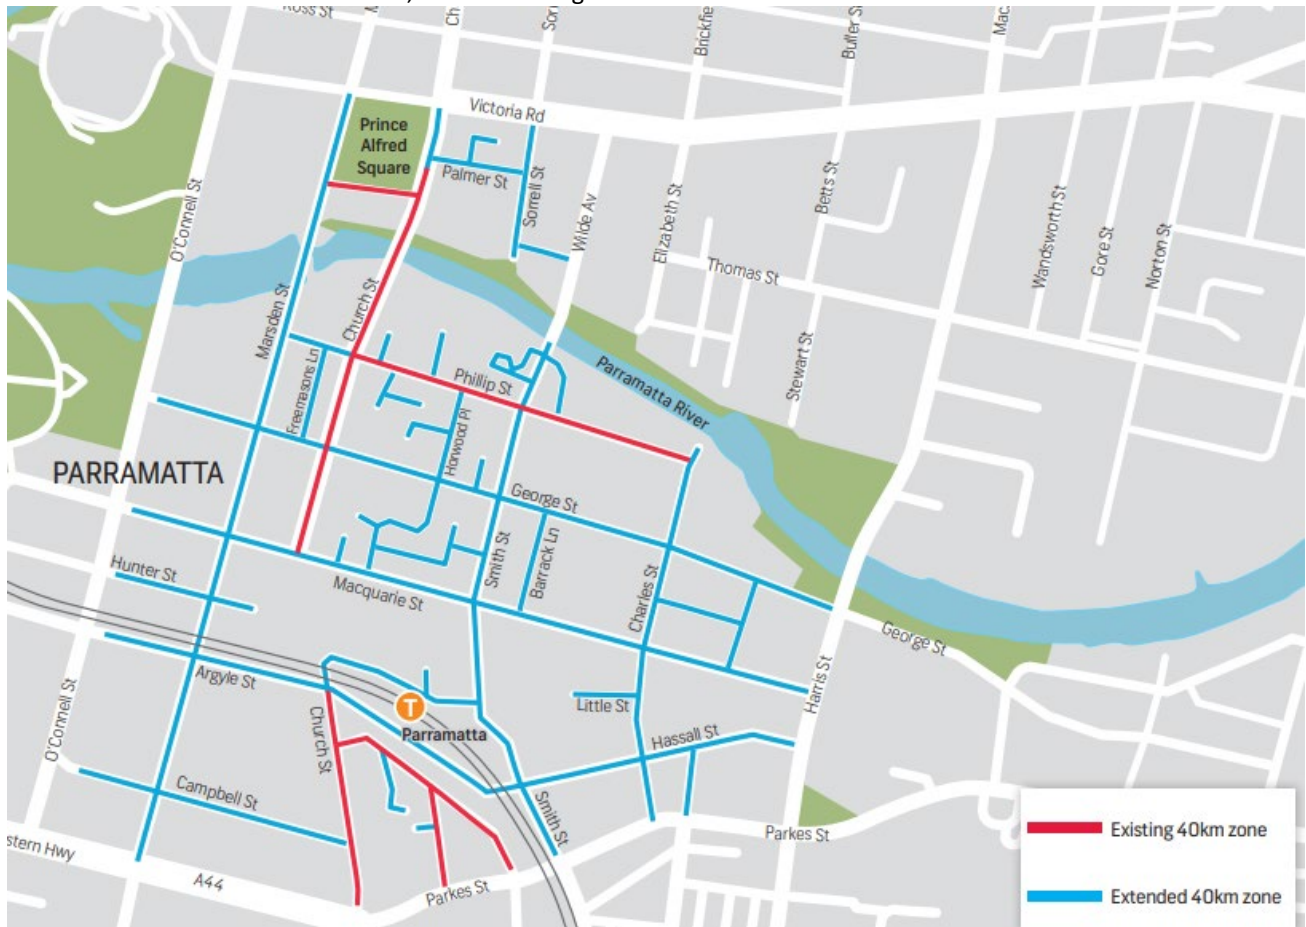 Ross St
Victoria Rd
Prince
Alfred
Square
Palmer St
Sorrell St
Wilde Av
Elizabeth St
Betts St
Wandsworth St
Gore St
Norton St
O'Connell St
Thomas St
Marsden St
Church St
Freemasons Ln
Phillip St
Horwood Pl
Parramatta River
Stewart St
PARRAMATTA
George St
Smith St
Barrack Ln
Charles St
Hunter St
Macquarie St
George St
Harris St
Argyle St
T
Parramatta
Little St
Hassall St
O'Connell St
Church St
Campbell St
Smith St
Parkes St
stern Hwy
A44
Parkes St
Existing 40km zone
Extended 40km zone